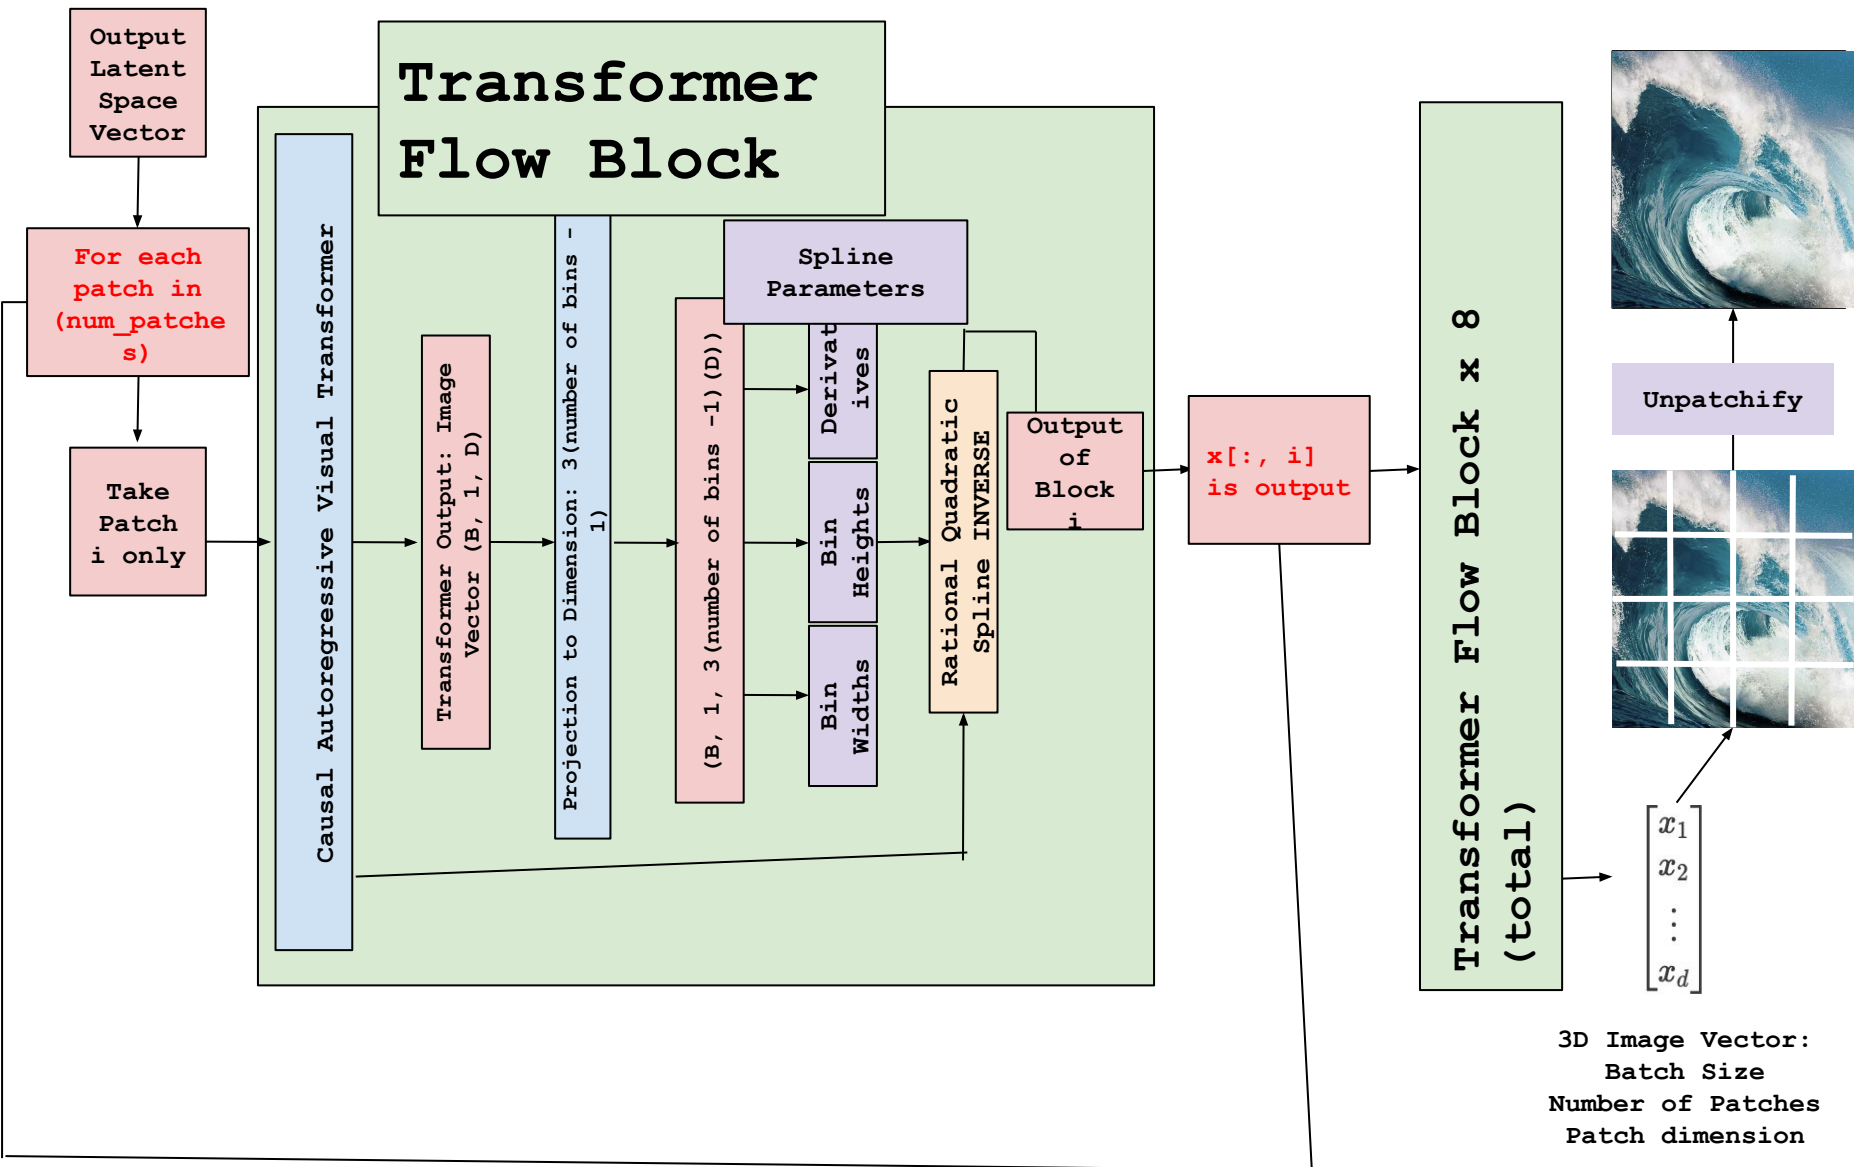 Output
Latent
Space
Vector
For each
patch in
(num_patche
s)
Take
Patch
i only
Transformer
Flow Block
Causal Autoregressive Visual Transformer
Transformer Output: Image
Vector (B, 1, D)
Projection to Dimension: 3(number of bins -
1)
(B, 1, 3(number of bins -1)(D))
Spline
Parameters
Derivat
ives
Bin
Heights
Bin
Widths
Rational Quadratic
Spline INVERSE
Output
of
Block
i
x[:, i]
is output
Transformer Flow Block x 8
(total)
Unpatchify
x1
x2
⋮
xd
3D Image Vector:
Batch Size
Number of Patches
Patch dimension